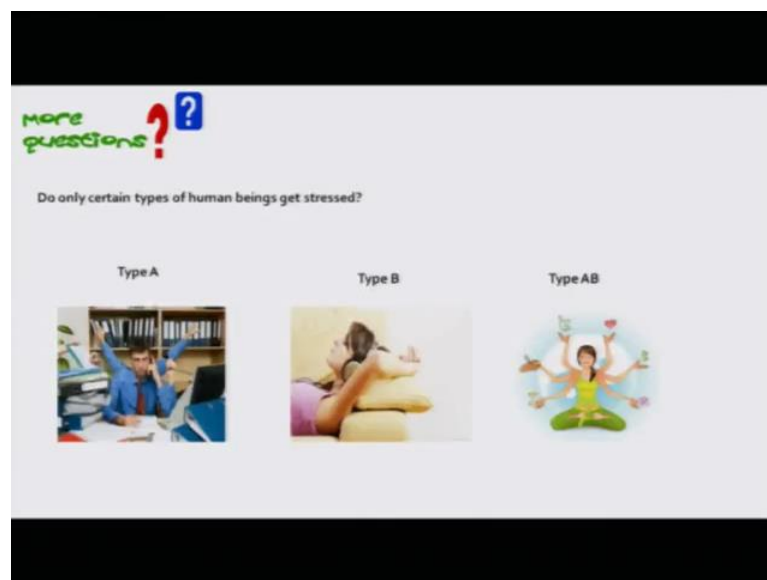 More
questions?
?
Do only certain types of human beings get stressed?
Type A
Type B
Type AB